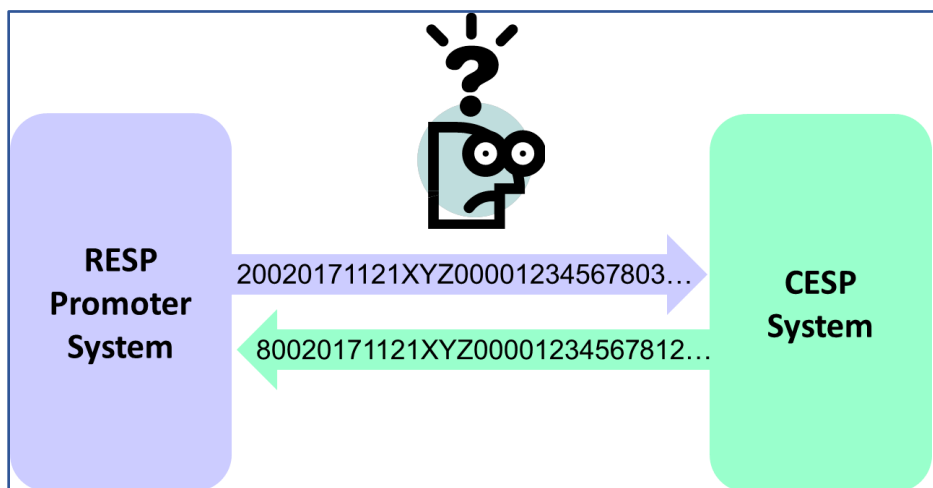 ?
RESP
Promoter
System
20020171121XYZ00001234567803…
80020171121XYZ00001234567812…
CESP
System